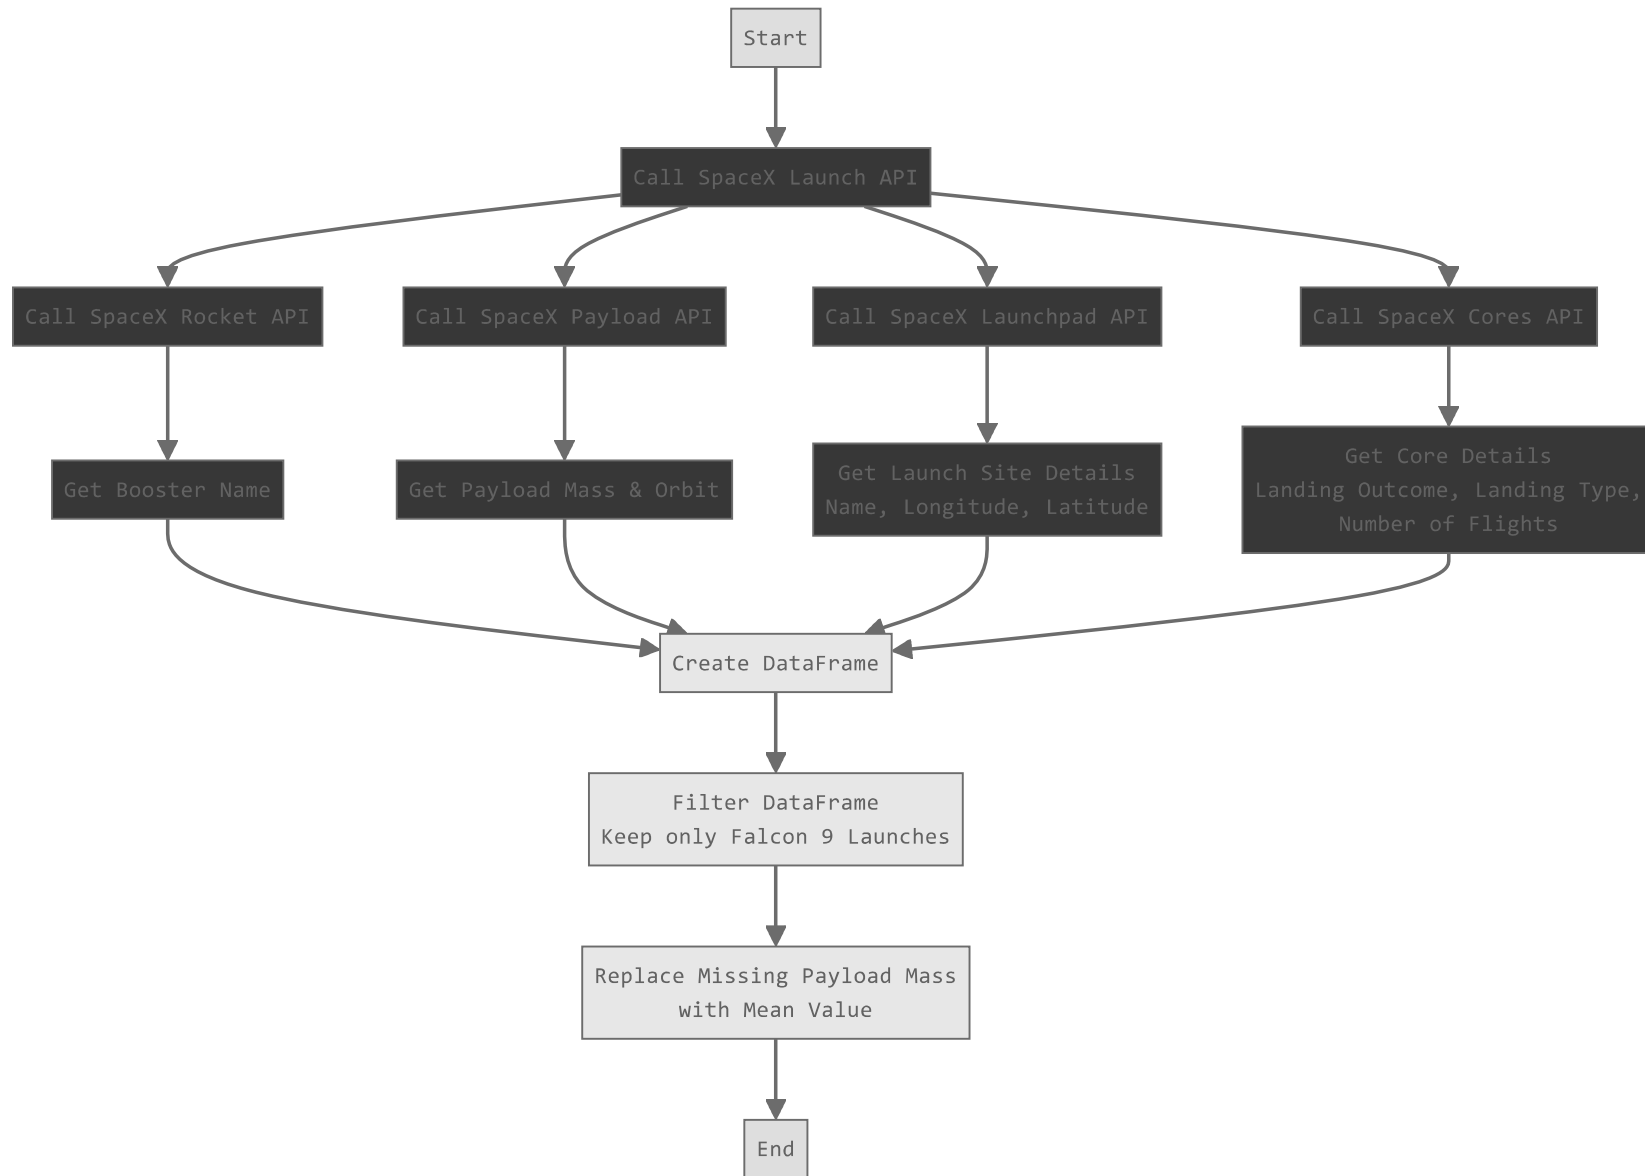 Start
Call SpaceX Launch API
Call SpaceX Rocket API
Call SpaceX Payload API
Call SpaceX Launchpad API
Call SpaceX Cores API
Get Booster Name
Get Payload Mass & Orbit
Get Launch Site Details
Name, Longitude, Latitude
Get Core Details
Landing Outcome, Landing Type,
Number of Flights
Create DataFrame
Filter DataFrame
Keep only Falcon 9 Launches
Replace Missing Payload Mass
with Mean Value
End